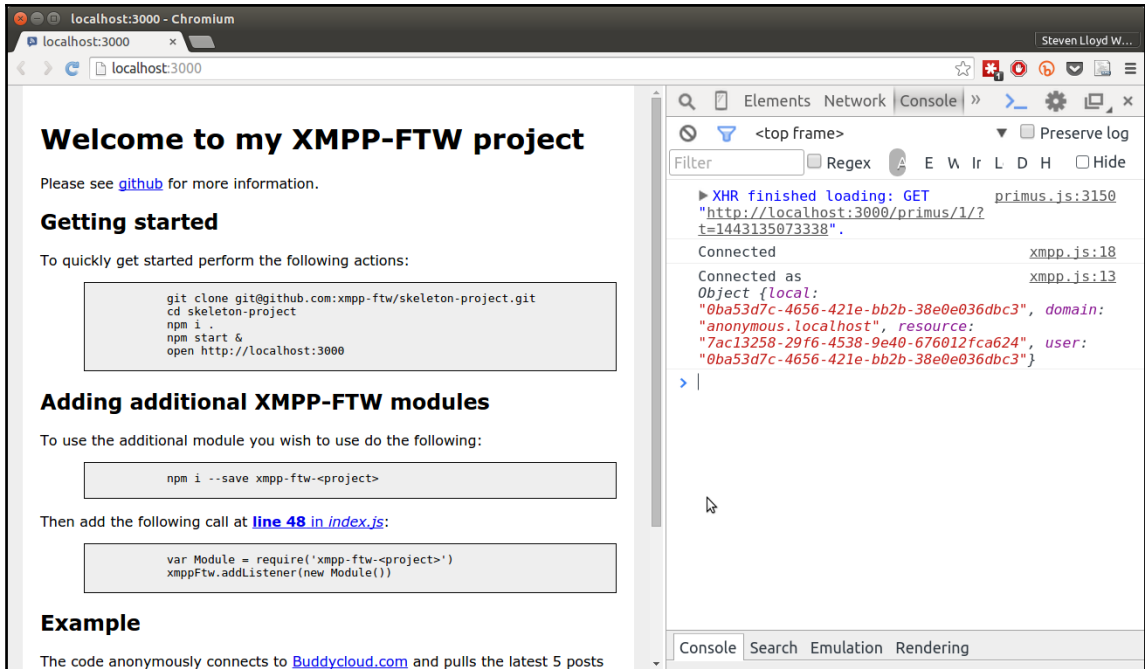 localhost:3000 - Chromium
localhost:3000 ×
Steven Lloyd W...
localhost:3000
Welcome to my XMPP-FTW project
Please see github for more information.
Getting started
To quickly get started perform the following actions:
git clone git@github.com:xmpp-ftw/skeleton-project.git
cd skeleton-project
npm i .
npm start &
open http://localhost:3000
Adding additional XMPP-FTW modules
To use the additional module you wish to use do the following:
npm i --save xmpp-ftw-<project>
Then add the following call at line 48 in index.js:
var Module = require('xmpp-ftw-<project>')
xmppFtw.addListener(new Module())
Example
The code anonymously connects to Buddycloud.com and pulls the latest 5 posts
Elements Network Console »
<top frame> ▼ Preserve log
Filter Regex A E W Ir L D H Hide
XHR finished loading: GET primus.js:3150
"http://localhost:3000/primus/1/?
t=1443135073338".
Connected xmpp.js:18
Connected as xmpp.js:13
Object {local:
"0ba53d7c-4656-421e-bb2b-38e0e036dbc3", domain:
"anonymous.localhost", resource:
"7ac13258-29f6-4538-9e40-676012fca624", user:
"0ba53d7c-4656-421e-bb2b-38e0e036dbc3"}
>
Console Search Emulation Rendering